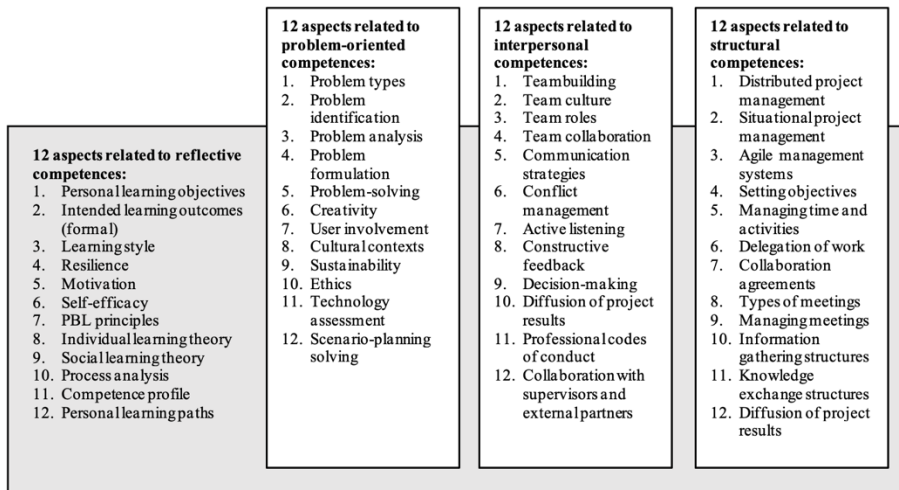 12 aspects related to reflective
competences:
1. Personal learning objectives
2. Intended learning outcomes
(formal)
3. Learning style
4. Resilience
5. Motivation
6. Self-efficacy
7. PBL principles
8. Individual learning theory
9. Social learning theory
10. Process analysis
11. Competence profile
12. Personal learning paths
12 aspects related to
problem-oriented
competences:
1. Problem types
2. Problem
identification
3. Problem analysis
4. Problem
formulation
5. Problem-solving
6. Creativity
7. User involvement
8. Cultural contexts
9. Sustainability
10. Ethics
11. Technology
assessment
12. Scenario-planning
solving
12 aspects related to
interpersonal
competences:
1. Teambuilding
2. Team culture
3. Team roles
4. Team collaboration
5. Communication
strategies
6. Conflict
management
7. Active listening
8. Constructive
feedback
9. Decision-making
10. Diffusion of project
results
11. Professional codes
of conduct
12. Collaboration with
supervisors and
external partners
12 aspects related to
structural
competences:
1. Distributed project
management
2. Situational project
management
3. Agile management
systems
4. Setting objectives
5. Managing time and
activities
6. Delegation of work
7. Collaboration
agreements
8. Types of meetings
9. Managing meetings
10. Information
gathering structures
11. Knowledge
exchange structures
12. Diffusion of project
results